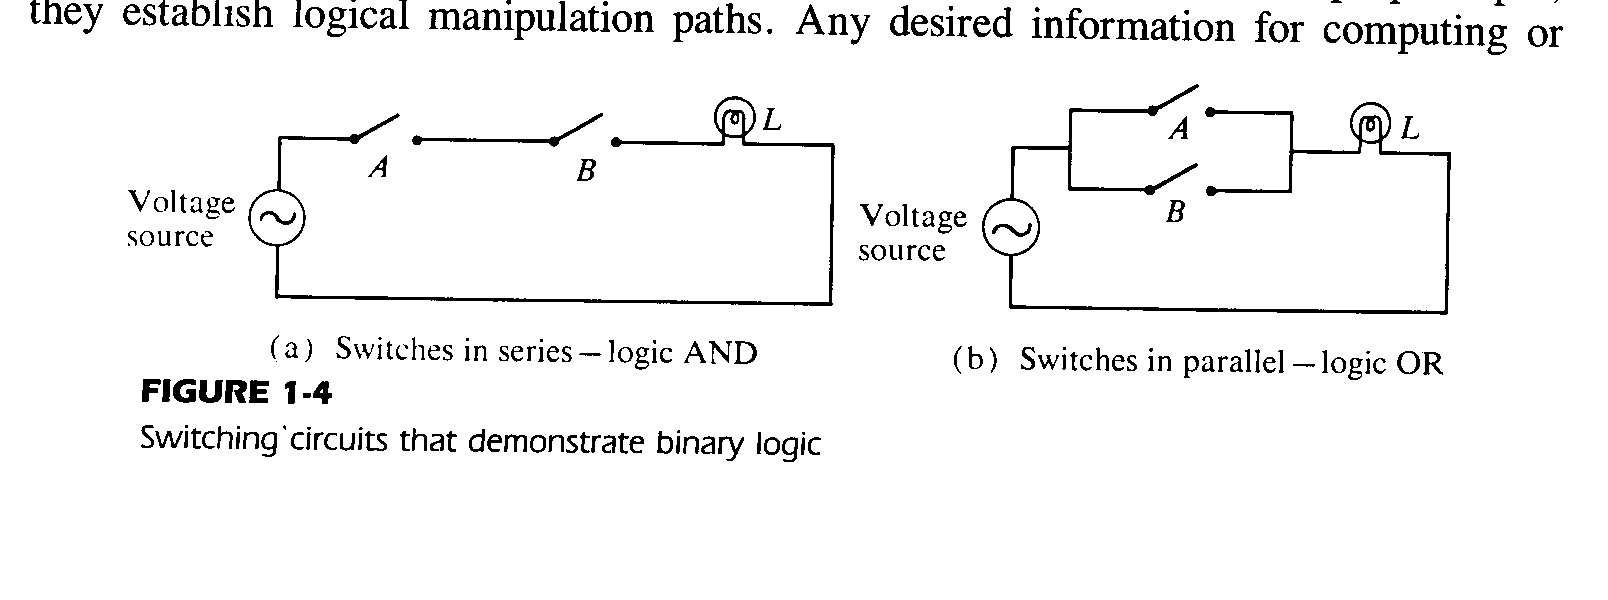 they establish logical manipulation paths. Any desired information for computing or
A
B
L
Voltage
source
(a) Switches in series – logic AND
A
B
L
Voltage
source
(b) Switches in parallel – logic OR
FIGURE 1-4
Switching circuits that demonstrate binary logic